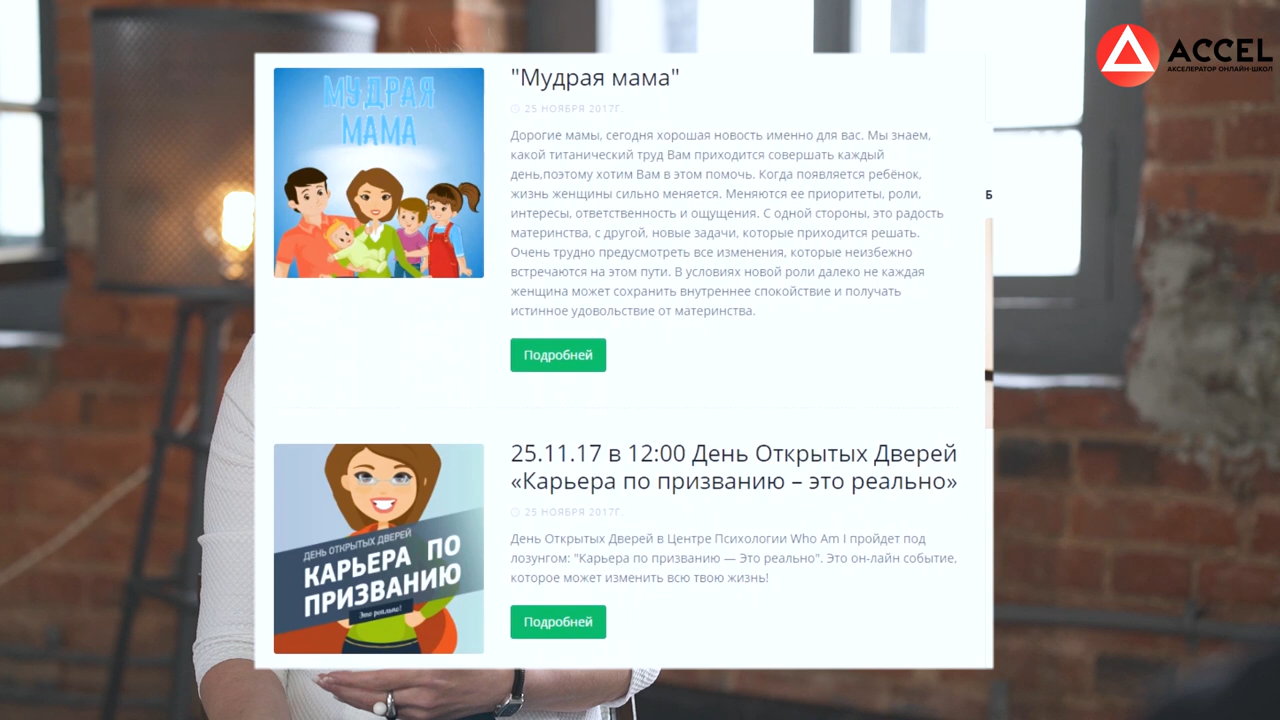 ACCEL
АКСЕЛЕРАТОР ОНЛАЙН-ШКОЛ
МУДРАЯ
МАМА
"Мудрая мама"
25 НОЯБРЯ 2017Г.
Дорогие мамы, сегодня хорошая новость именно для вас. Мы знаем,
какой титанический труд Вам приходится совершать каждый
день,поэтому хотим Вам в этом помочь. Когда появляется ребёнок,
жизнь женщины сильно меняется. Меняются ее приоритеты, роли,
интересы, ответственность и ощущения. С одной стороны, это радость
материнства, с другой, новые задачи, которые приходится решать.
Очень трудно предусмотреть все изменения, которые неизбежно
встречаются на этом пути. В условиях новой роли далеко не каждая
женщина может сохранить внутреннее спокойствие и получать
истинное удовольствие от материнства.
Подробней
Б
ДЕНЬ ОТКРЫТЫХ ДВЕРЕЙ
КАРЬЕРА ПО
ПРИЗВАНИЮ
Это реально!
25.11.17 в 12:00 День Открытых Дверей
«Карьера по призванию – это реально»
25 НОЯБРЯ 2017Г.
День Открытых Дверей в Центре Психологии Who Am I пройдет под
лозунгом: "Карьера по призванию — Это реально". Это он-лайн событие,
которое может изменить всю твою жизнь!
Подробней